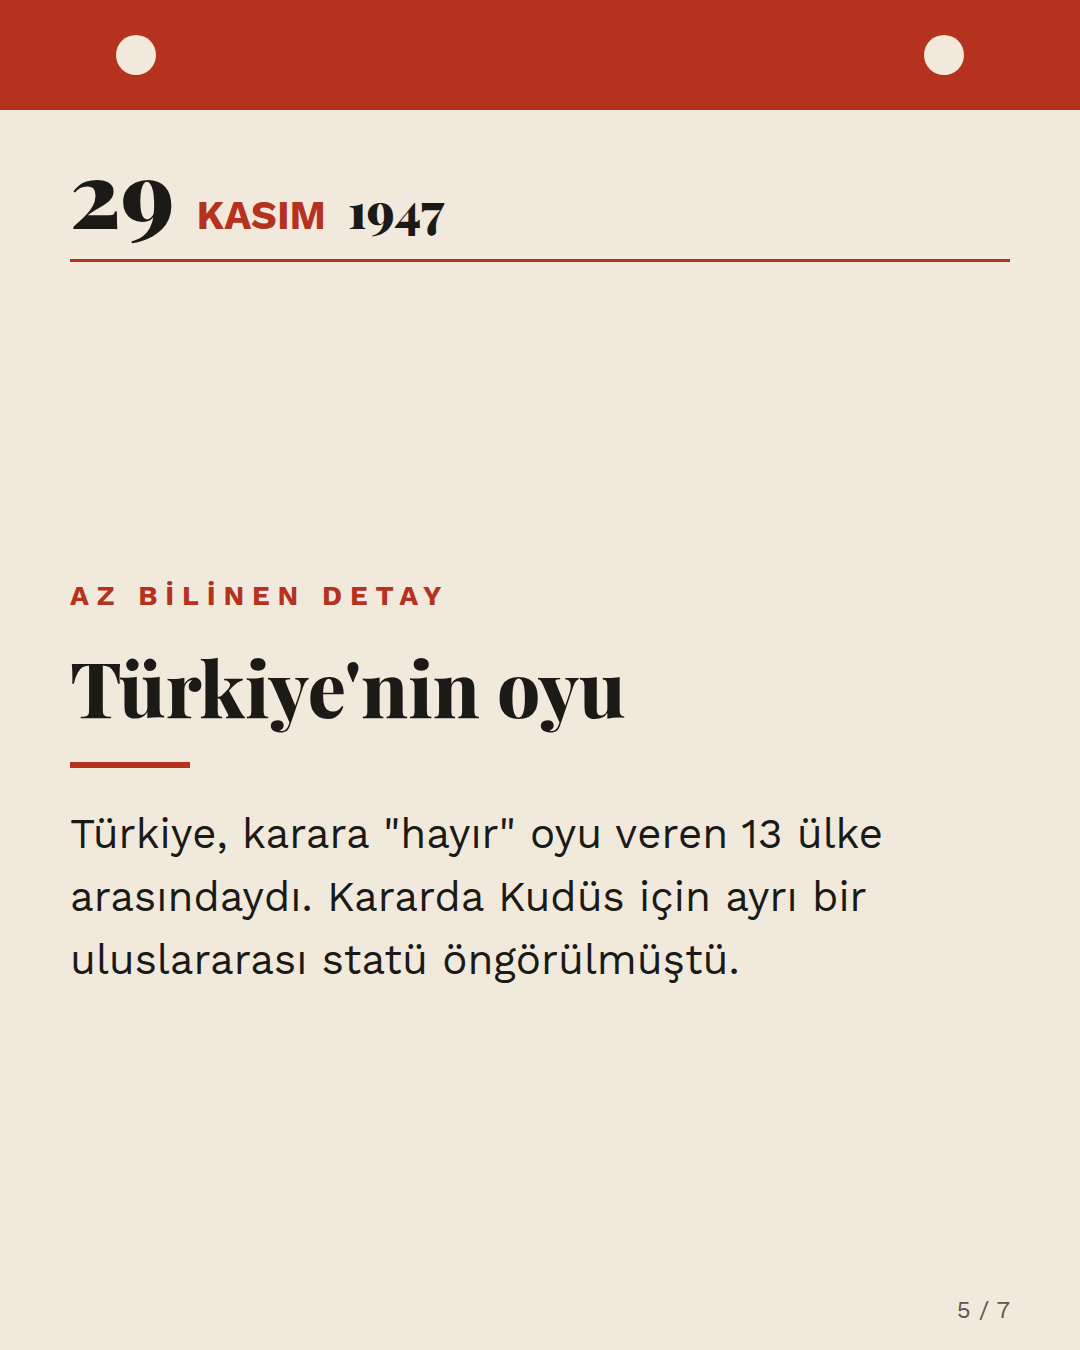 29 KASIM 1947
AZ BİLİNEN DETAY
Türkiye'nin oyu
Türkiye, karara "hayır" oyu veren 13 ülke
arasındaydı. Kararda Kudüs için ayrı bir
uluslararası statü öngörülmüştü.
5 / 7